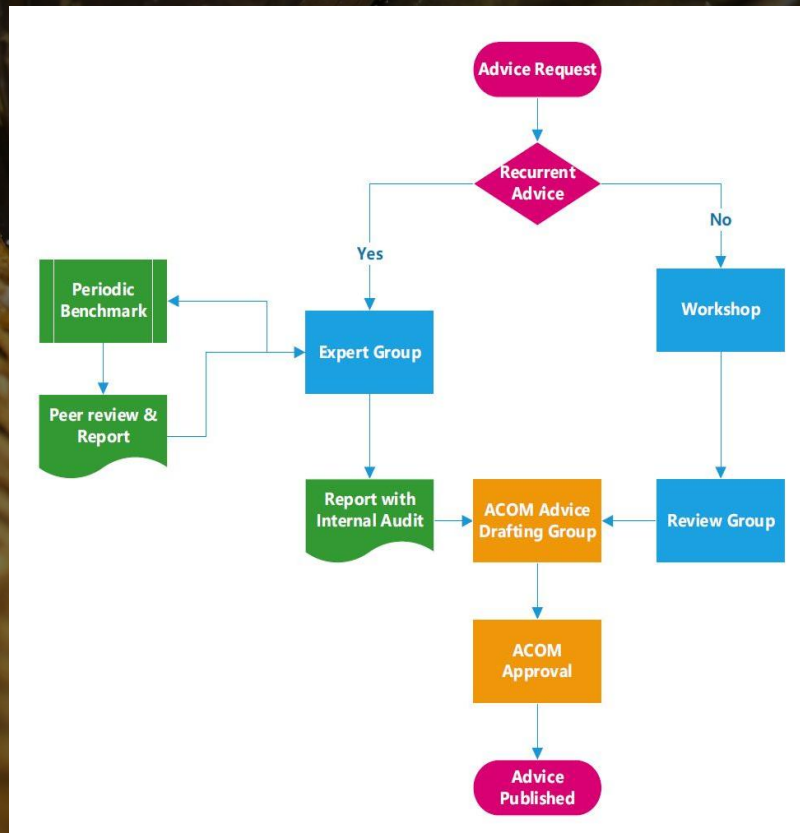 Advice Request
Recurrent
Advice
Yes
No
Periodic
Benchmark
Expert Group
Workshop
Peer review &
Report
Report with
Internal Audit
ACOM Advice
Drafting Group
Review Group
ACOM
Approval
Advice
Published